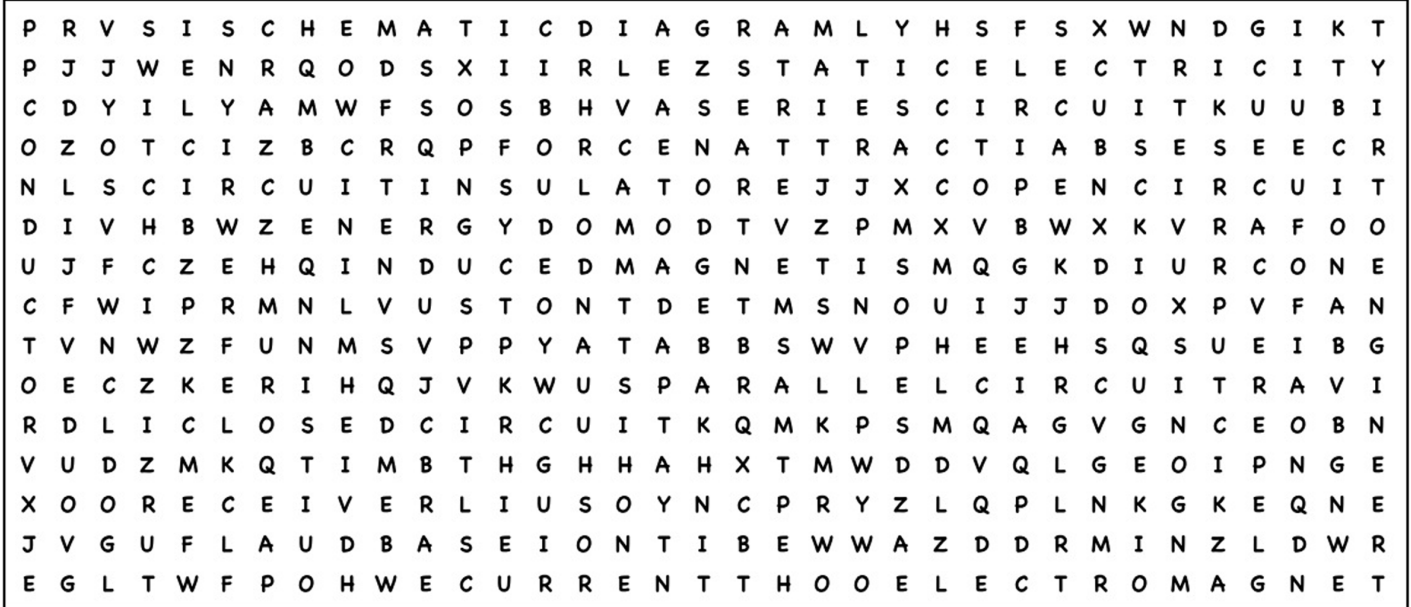 P R V S I S C H E M A T I C D I A G R A M L Y H S F S X W N D G I K T
P J J W E N R Q O D S X I I R L E Z S T A T I C E L E C T R I C I T Y
C D Y I L Y A M W F S O S B H V A S E R I E S C I R C U I T K U U B I
O Z O T C I Z B C R Q P F O R C E N A T T R A C T I A B S E S E E C R
N L S C I R C U I T I N S U L A T O R E J J X C O P E N C I R C U I T
D I V H B W Z E N E R G Y D O M O D T V Z P M X V B W X K V R A F O O
U J F C Z E H Q I N D U C E D M A G N E T I S M Q G K D I U R C O N E
C F W I P R M N L V U S T O N T D E T M S N O U I J J D O X P V F A N
T V N W Z F U N M S V P P Y A T A B B S W V P H E E H S Q S U E I B G
O E C Z K E R I H Q J V K W U S P A R A L L E L C I R C U I T R A V I
R D L I C L O S E D C I R C U I T K Q M K P S M Q A G V G N C E O B N
V U D Z M K Q T I M B T H G H H A H X T M W D D V Q L G E O I P N G E
X O O R E C E I V E R L I U S O Y N C P R Y Z L Q P L N K G K E Q N E
J V G U F L A U D B A S E I O N T I B E W W A Z D D R M I N Z L D W R
E G L T W F P O H W E C U R R E N T T H O O E L E C T R O M A G N E T